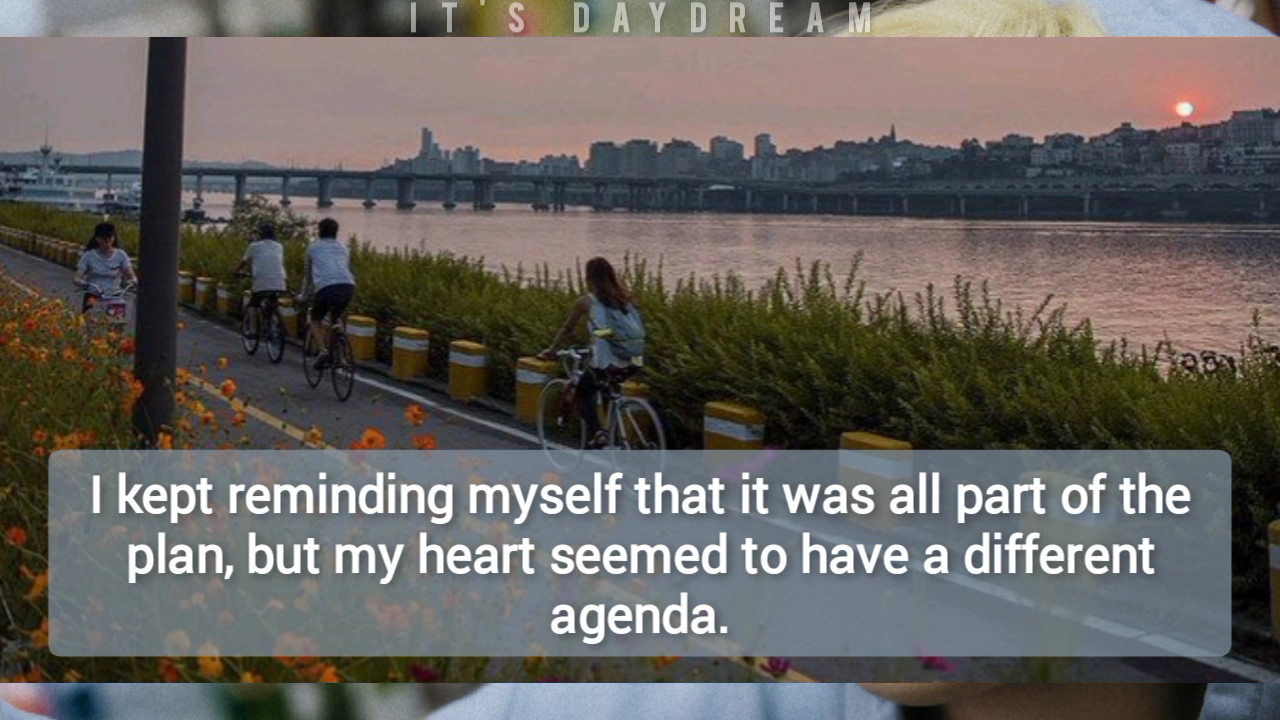 IT'S DAYDREAM
I kept reminding myself that it was all part of the
plan, but my heart seemed to have a different
agenda.